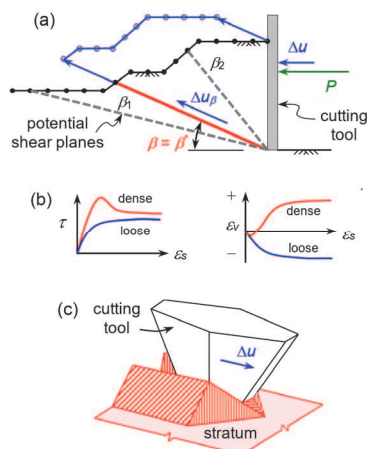 (a)
β₂
Δu
P
β₁
Δuᵦ
potential
shear planes
β = β*
cutting
tool
(b)
τ
dense
loose
εs
+
εv
−
dense
loose
εs
(c)
cutting
tool
Δu
stratum